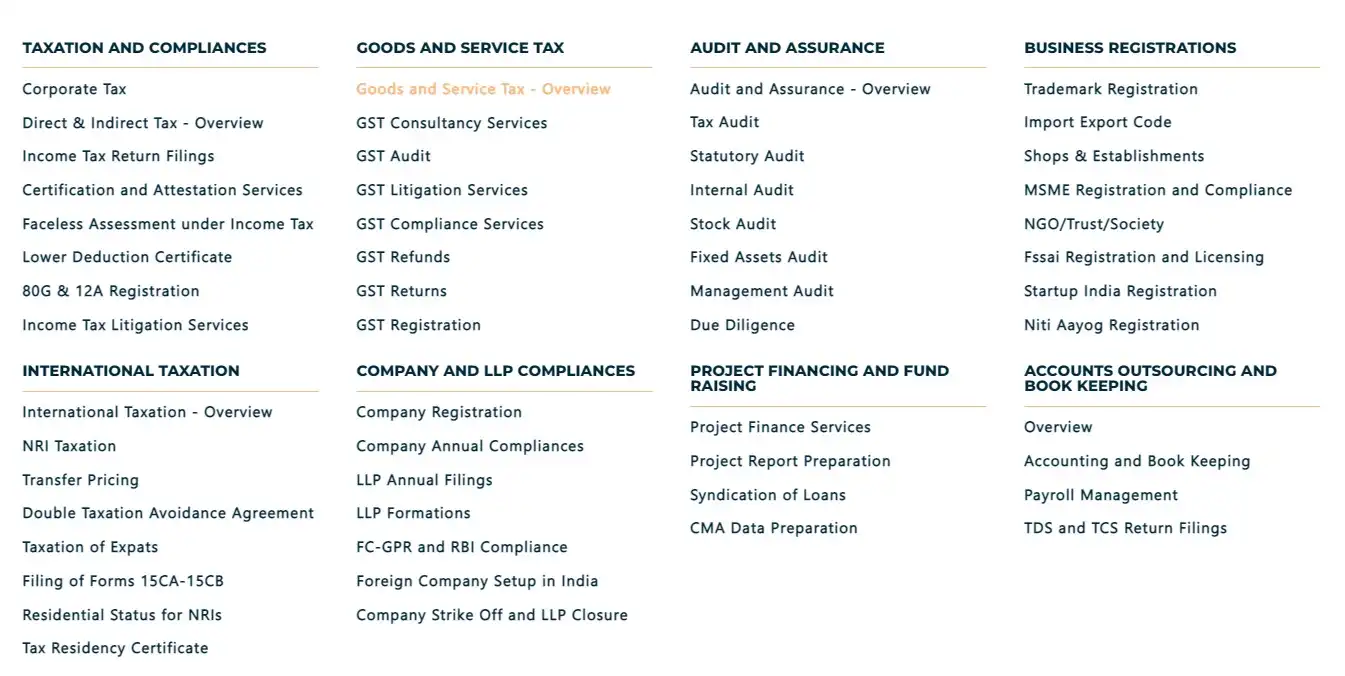 TAXATION AND COMPLIANCES
Corporate Tax
Direct & Indirect Tax - Overview
Income Tax Return Filings
Certification and Attestation Services
Faceless Assessment under Income Tax
Lower Deduction Certificate
80G & 12A Registration
Income Tax Litigation Services
GOODS AND SERVICE TAX
Goods and Service Tax - Overview
GST Consultancy Services
GST Audit
GST Litigation Services
GST Compliance Services
GST Refunds
GST Returns
GST Registration
AUDIT AND ASSURANCE
Audit and Assurance - Overview
Tax Audit
Statutory Audit
Internal Audit
Stock Audit
Fixed Assets Audit
Management Audit
Due Diligence
BUSINESS REGISTRATIONS
Trademark Registration
Import Export Code
Shops & Establishments
MSME Registration and Compliance
NGO/Trust/Society
Fssai Registration and Licensing
Startup India Registration
Niti Aayog Registration
INTERNATIONAL TAXATION
International Taxation - Overview
NRI Taxation
Transfer Pricing
Double Taxation Avoidance Agreement
Taxation of Expats
Filing of Forms 15CA-15CB
Residential Status for NRIs
Tax Residency Certificate
COMPANY AND LLP COMPLIANCES
Company Registration
Company Annual Compliances
LLP Annual Filings
LLP Formations
FC-GPR and RBI Compliance
Foreign Company Setup in India
Company Strike Off and LLP Closure
PROJECT FINANCING AND FUND
RAISING
Project Finance Services
Project Report Preparation
Syndication of Loans
CMA Data Preparation
ACCOUNTS OUTSOURCING AND
BOOK KEEPING
Overview
Accounting and Book Keeping
Payroll Management
TDS and TCS Return Filings